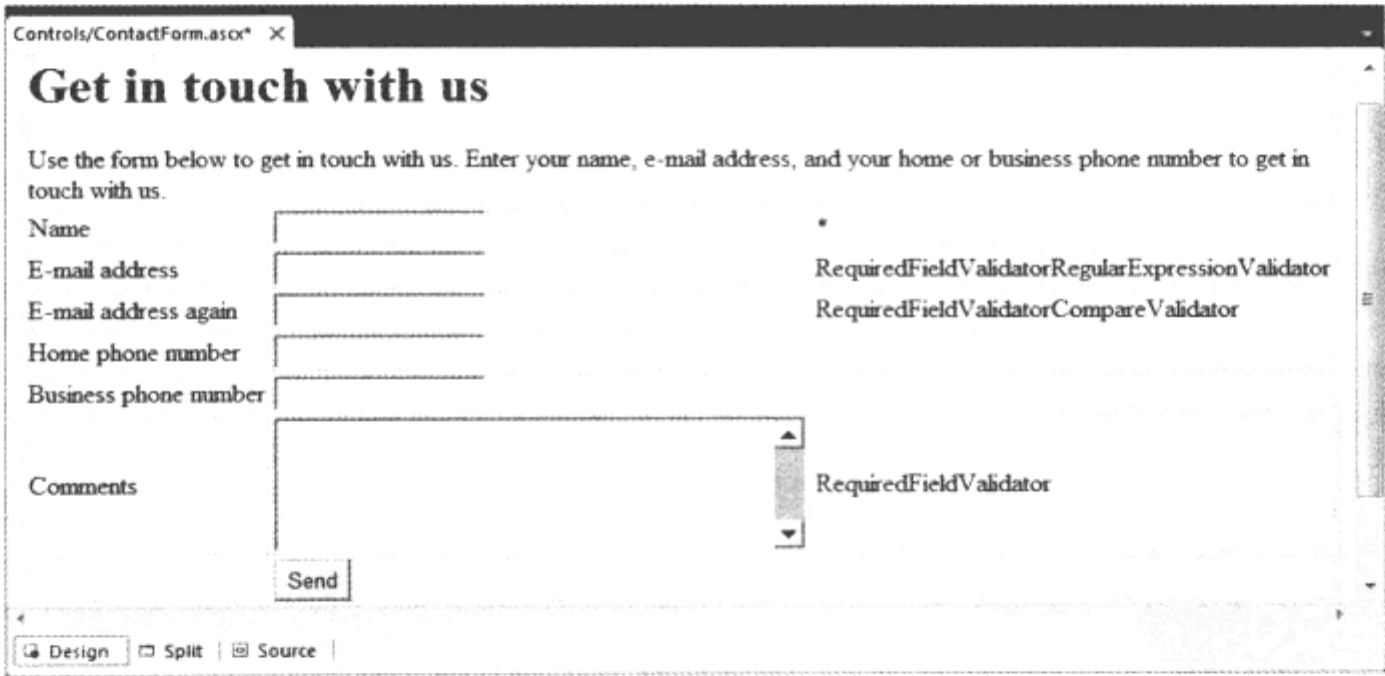 Controls/ContactForm.ascx*
Get in touch with us
Use the form below to get in touch with us. Enter your name, e-mail address, and your home or business phone number to get in
touch with us.
Name *
E-mail address RequiredFieldValidatorRegularExpressionValidator
E-mail address again RequiredFieldValidatorCompareValidator
Home phone number
Business phone number
Comments RequiredFieldValidator
Send
Design Split Source